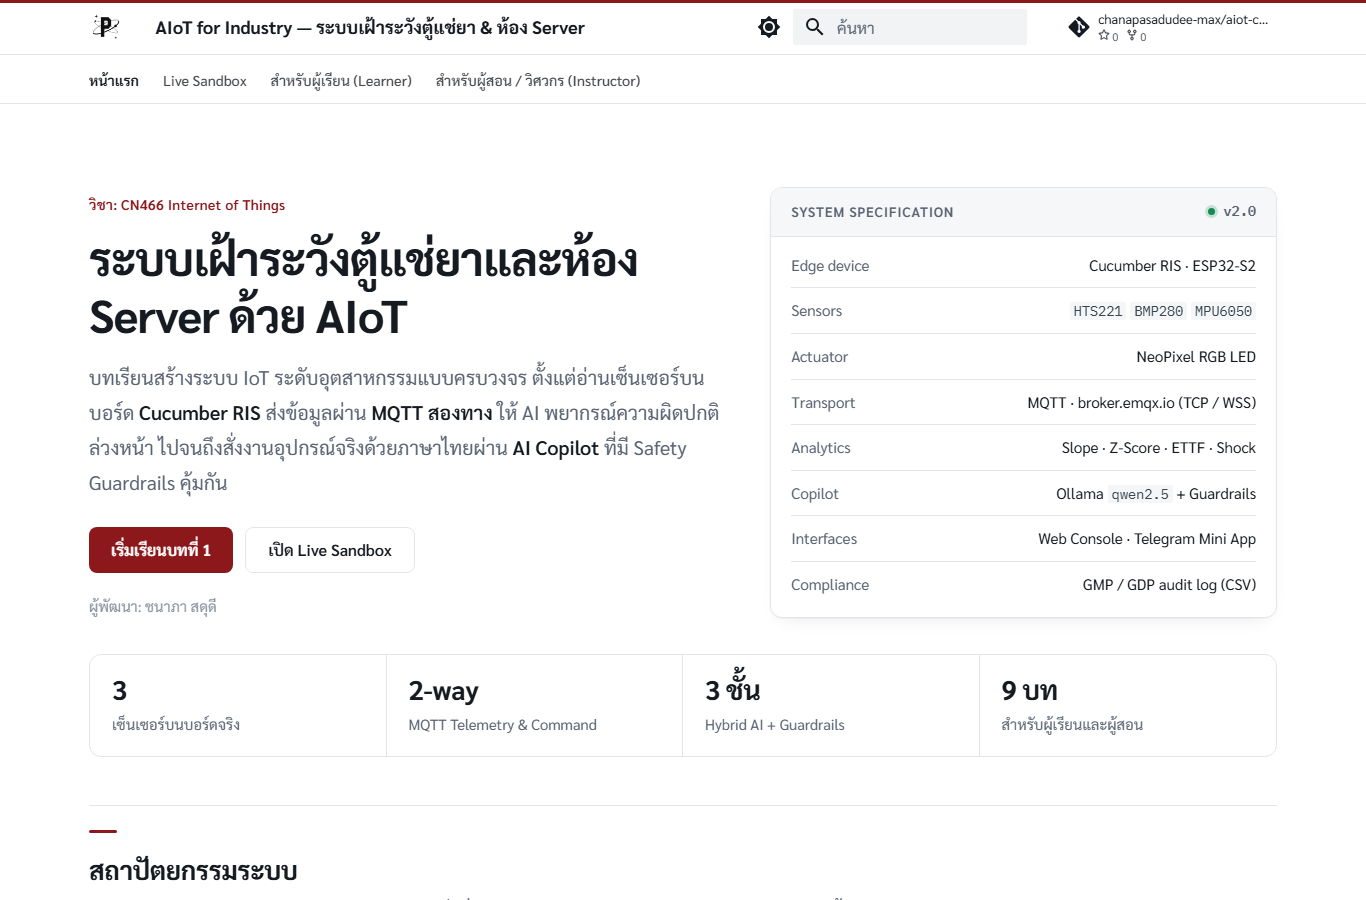 AIoT for Industry — ระบบเฝ้าระวังตู้แช่ยา & ห้อง Server
ค้นหา
chanapasadudee-max/aiot-c...
0 0
หน้าแรก Live Sandbox สำหรับผู้เรียน (Learner) สำหรับผู้สอน / วิศวกร (Instructor)
วิชา: CN466 Internet of Things
ระบบเฝ้าระวังตู้แช่ยาและห้อง
Server ด้วย AIoT
บทเรียนสร้างระบบ IoT ระดับอุตสาหกรรมแบบครบวงจร ตั้งแต่อ่านเซ็นเซอร์บน
บอร์ด Cucumber RIS ส่งข้อมูลผ่าน MQTT สองทาง ให้ AI พยากรณ์ความผิดปกติ
ล่วงหน้า ไปจนถึงสั่งงานอุปกรณ์จริงด้วยภาษาไทยผ่าน AI Copilot ที่มี Safety
Guardrails คุ้มกัน
เริ่มเรียนบทที่ 1
เปิด Live Sandbox
ผู้พัฒนา: ชนาภา สดุดี
SYSTEM SPECIFICATION v2.0
Edge device Cucumber RIS · ESP32-S2
Sensors HTS221 BMP280 MPU6050
Actuator NeoPixel RGB LED
Transport MQTT · broker.emqx.io (TCP / WSS)
Analytics Slope · Z-Score · ETTF · Shock
Copilot Ollama qwen2.5 + Guardrails
Interfaces Web Console · Telegram Mini App
Compliance GMP / GDP audit log (CSV)
3
เซ็นเซอร์บนบอร์ดจริง
2-way
MQTT Telemetry & Command
3 ชั้น
Hybrid AI + Guardrails
9 บท
สำหรับผู้เรียนและผู้สอน
สถาปัตยกรรมระบบ